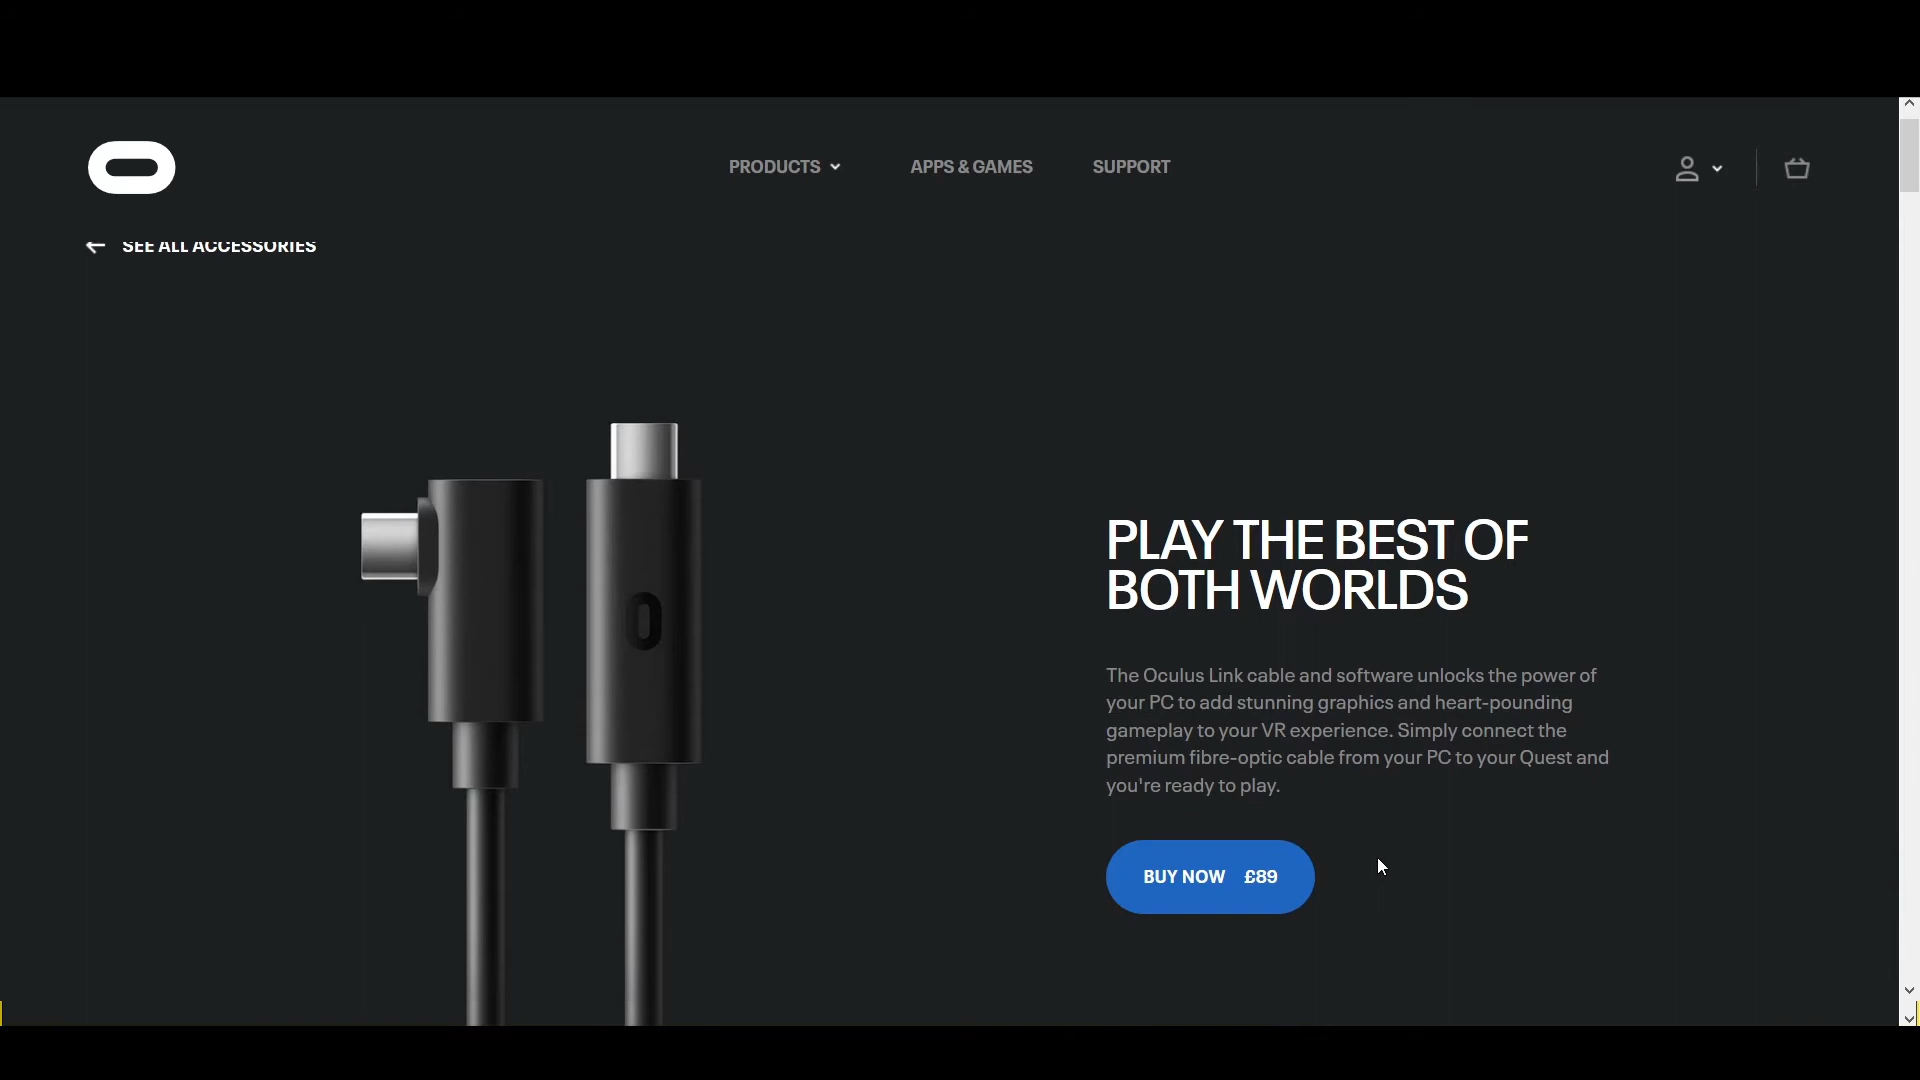 PRODUCTS
APPS & GAMES
SUPPORT
SEE ALL ACCESSORIES
PLAY THE BEST OF
BOTH WORLDS
The Oculus Link cable and software unlocks the power of
your PC to add stunning graphics and heart-pounding
gameplay to your VR experience. Simply connect the
premium fibre-optic cable from your PC to your Quest and
you're ready to play.
BUY NOW £89